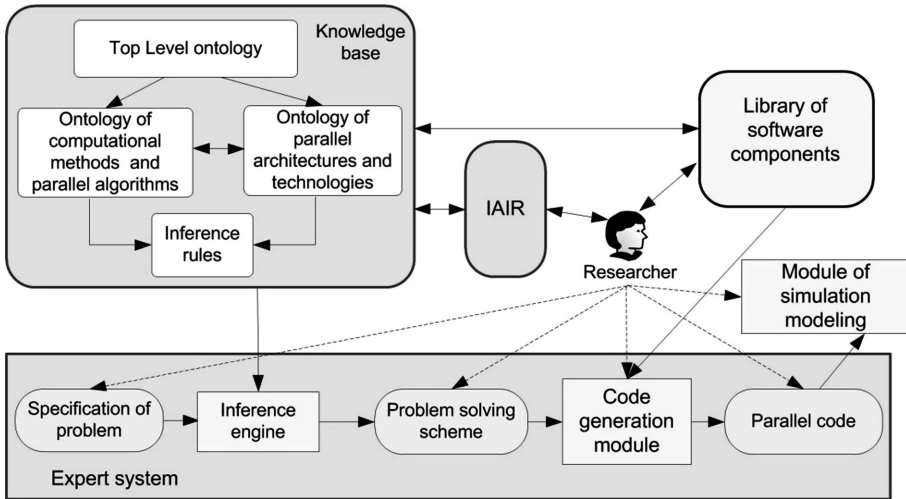 Top Level ontology
Knowledge
base
Ontology of
computational
methods and
parallel algorithms
Ontology of
parallel
architectures and
technologies
Inference
rules
IAIR
Library of
software
components
Researcher
Module of
simulation
modeling
Specification of
problem
Inference
engine
Problem solving
scheme
Code
generation
module
Parallel code
Expert system